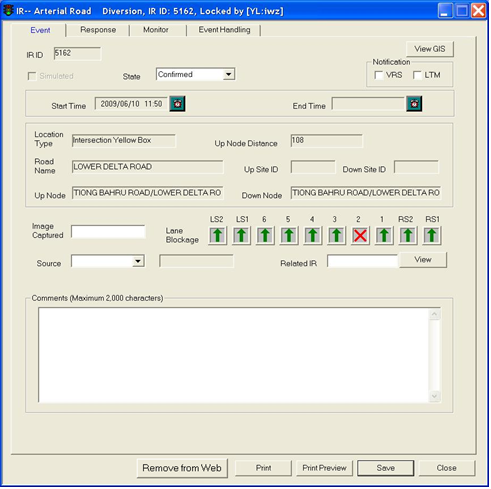 IR-- Arterial Road    Diversion, IR ID: 5162, Locked by [YL:iwz]
Event Response Monitor Event Handling
IR ID 5162 View GIS
Simulated State Confirmed Notification VRS LTM
Start Time 2009/06/10 11:50 End Time
Location Type Intersection Yellow Box Up Node Distance 108
Road Name LOWER DELTA ROAD Up Site ID Down Site ID
Up Node TIONG BAHRU ROAD/LOWER DELTA RO Down Node TIONG BAHRU ROAD/LOWER DELTA RO
LS2 LS1 6 5 4 3 2 1 RS2 RS1
Image Captured Lane Blockage
Source Related IR View
Comments (Maximum 2,000 characters)
Remove from Web Print Print Preview Save Close